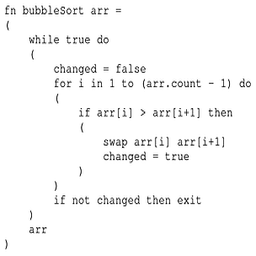 fn bubbleSort arr =
(
    while true do
    (
        changed = false
        for i in 1 to (arr.count - 1) do
        (
            if arr[i] > arr[i+1] then
            (
                swap arr[i] arr[i+1]
                changed = true
            )
        )
        if not changed then exit
    )
    arr
)